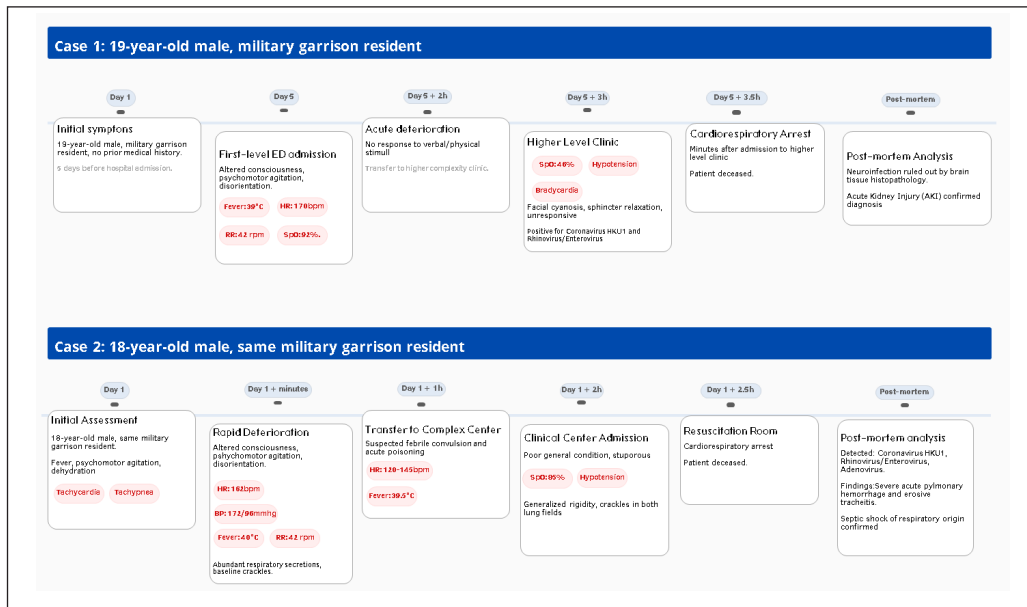 Case 1: 19-year-old male, military garrison resident
Day 1
Initial symptons
19-year-old male, military garrison
resident, no prior medical history.
5 days before hospital admission.
Day 5
First-level ED admission
Altered consciousness,
psychomotor agitation,
disorientation.
Fever:39°C
HR:170bpm
RR:42 rpm
SpO:92%.
Day 5 + 2h
Acute deterioration
No response to verbal/physical
stimuli
Transfer to higher complexity clinic.
Day 5 + 3h
Higher Level Clinic
SpO:46%
Hypotension
Bradycardia
Facial cyanosis, sphincter relaxation,
unresponsive
Positive for Coronavirus HKU1 and
Rhinovirus/Enterovirus
Day 5 + 3.5h
Cardiorespiratory Arrest
Minutes after admission to higher
level clinic
Patient deceased.
Post-mortem
Post-mortem Analysis
Neuroinfection ruled out by brain
tissue histopathology.
Acute Kidney Injury (AKI) confirmed
diagnosis
Case 2: 18-year-old male, same military garrison resident
Day 1
Initial Assessment
18-year-old male, same military
garrison resident.
Fever, psychomotor agitation,
dehydration
Tachycardia
Tachypnea
Day 1 + minutes
Rapid Deterioration
Altered consciousness,
pshychomotor agitation,
disorientation.
HR:162bpm
BP:172/96mmhg
Fever:40°C
RR:42 rpm
Abundant respiratory secretions,
baseline crackles.
Day 1 + 1h
Transfer to Complex Center
Suspected febrile convulsion and
acute poisoning
HR:120-145bpm
Fever:39.5°C
Day 1 + 2h
Clinical Center Admission
Poor general condition, stuporous
SpO:85%
Hypotension
Generalized rigidity, crackles in both
lung fields
Day 1 + 2.5h
Resuscitation Room
Cardiorespiratory arrest
Patient deceased.
Post-mortem
Post-mortem analysis
Detected: Coronavirus HKU1,
Rhinovirus/Enterovirus,
Adenovirus.
Findings:Severe acute pylmonary
hemorrhage and erosive
tracheitis.
Septic shock of respiratory origin
confirmed